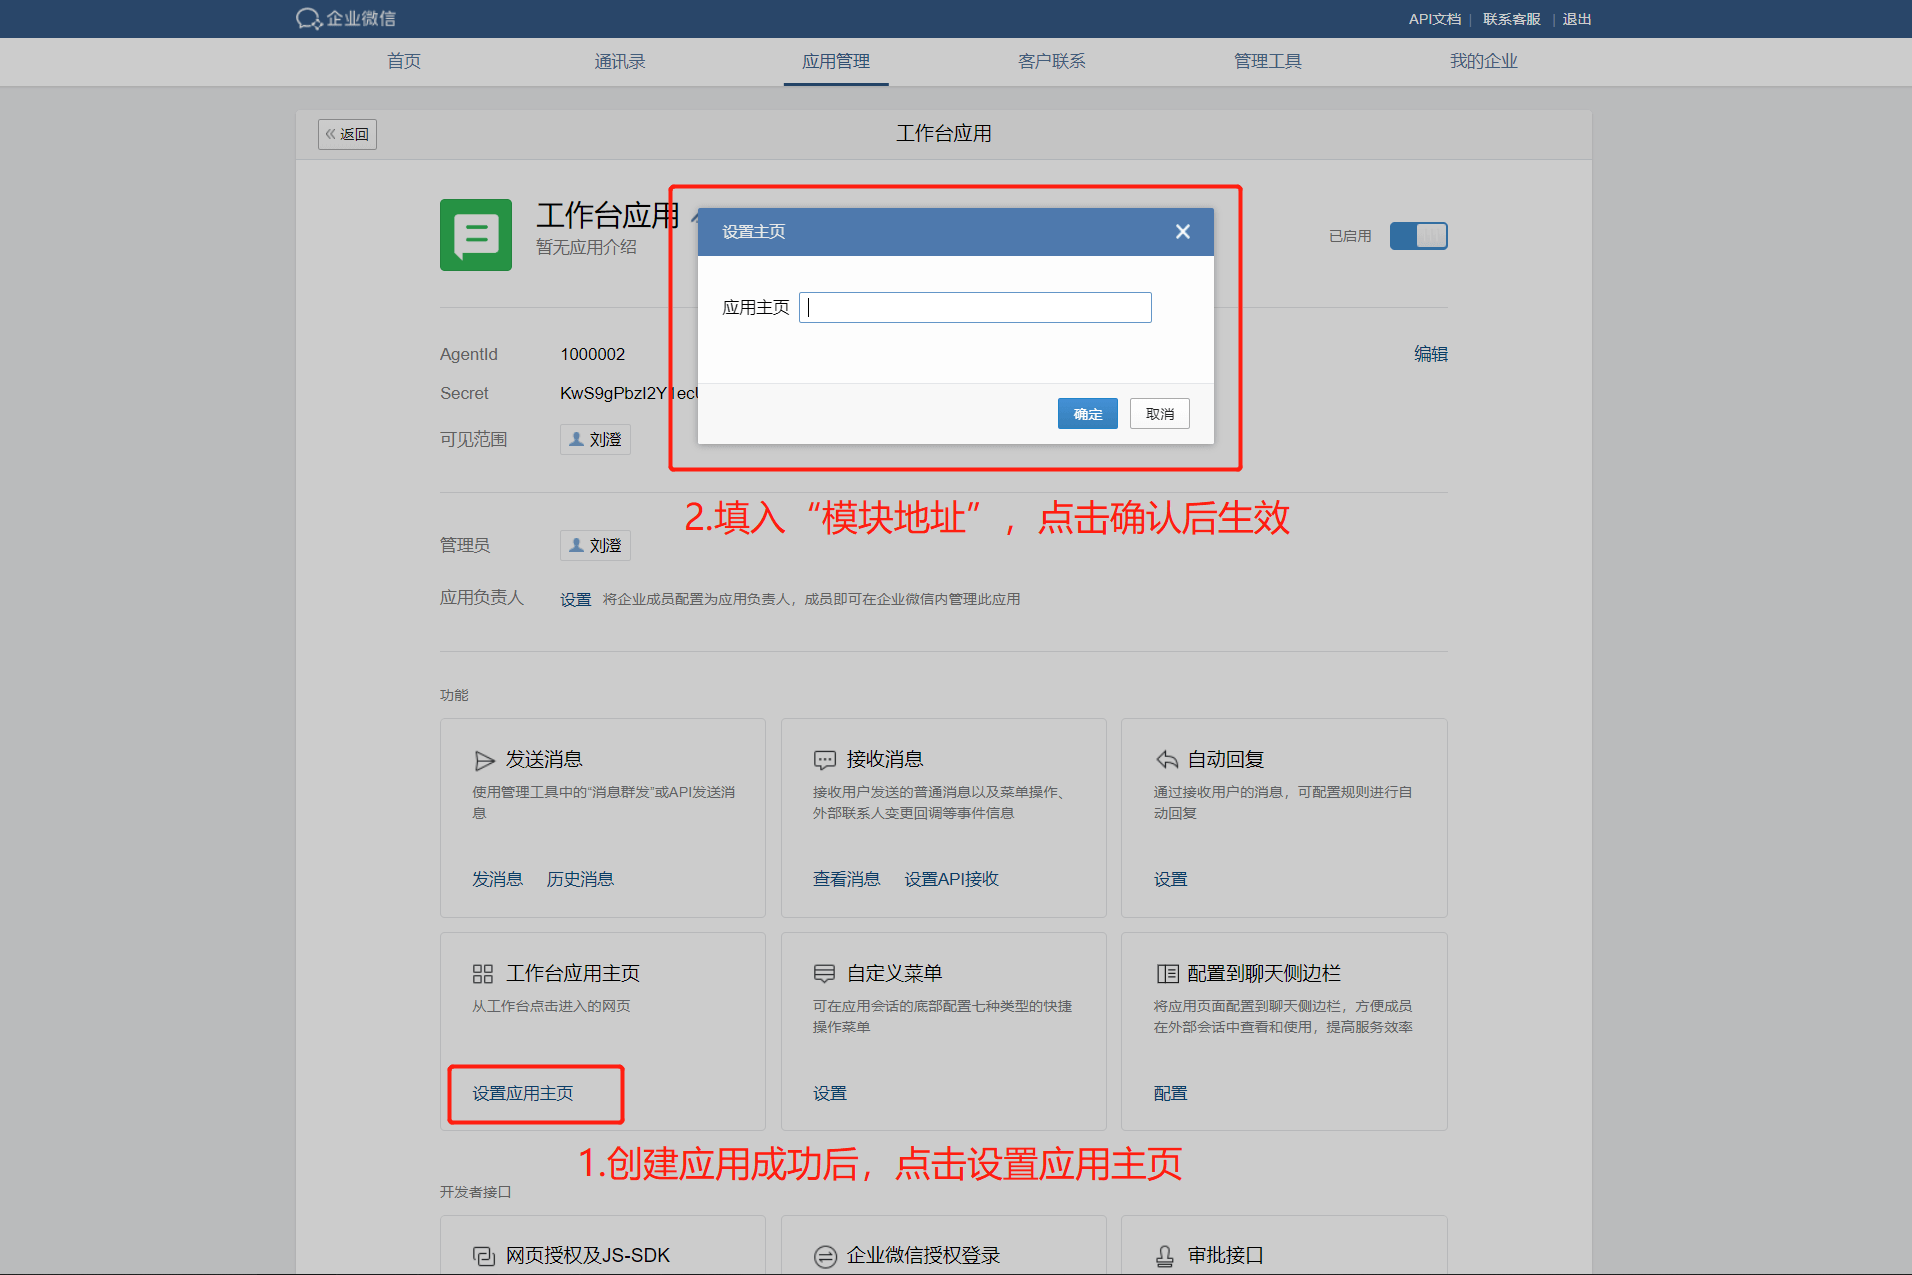 企业微信
API文档 | 联系客服 | 退出
首页 通讯录 应用管理 客户联系 管理工具 我的企业
« 返回
工作台应用
工作台应用
暂无应用介绍
已启用
设置主页
应用主页
确定 取消
AgentId 1000002
编辑
Secret KwS9gPbzI2Y1ec
可见范围 刘澄
2.填入“模块地址”，点击确认后生效
管理员 刘澄
应用负责人 设置 将企业成员配置为应用负责人，成员即可在企业微信内管理此应用
功能
发送消息
使用管理工具中的“消息群发”或API发送消
息
发消息 历史消息
接收消息
接收用户发送的普通消息以及菜单操作、
外部联系人变更回调等事件信息
查看消息 设置API接收
自动回复
通过接收用户的消息，可配置规则进行自
动回复
设置
工作台应用主页
从工作台点击进入的网页
设置应用主页
自定义菜单
可在应用会话的底部配置七种类型的快捷
操作菜单
设置
配置到聊天侧边栏
将应用页面配置到聊天侧边栏，方便成员
在外部会话中查看和使用，提高服务效率
配置
1.创建应用成功后，点击设置应用主页
开发者接口
网页授权及JS-SDK
企业微信授权登录
审批接口